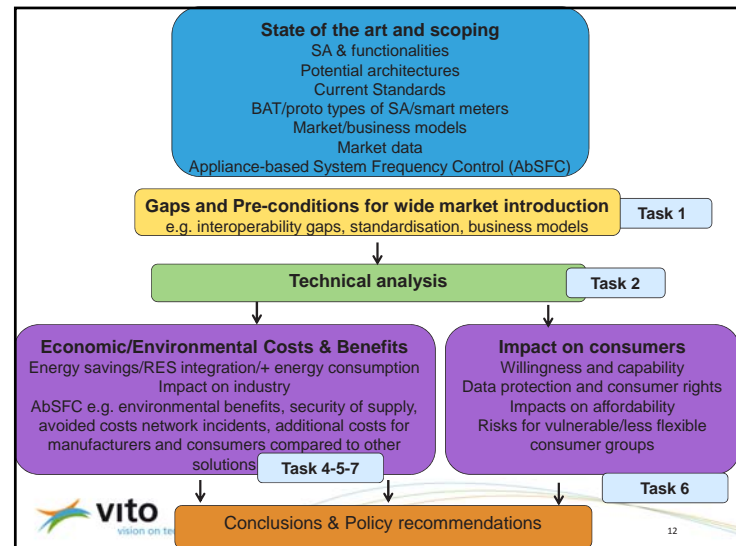 State of the art and scoping
SA & functionalities
Potential architectures
Current Standards
BAT/proto types of SA/smart meters
Market/business models
Market data
Appliance-based System Frequency Control (AbSFC)
Gaps and Pre-conditions for wide market introduction
e.g. interoperability gaps, standardisation, business models
Task 1
Technical analysis
Task 2
Economic/Environmental Costs & Benefits
Energy savings/RES integration/+ energy consumption
Impact on industry
AbSFC e.g. environmental benefits, security of supply,
avoided costs network incidents, additional costs for
manufacturers and consumers compared to other
solutions
Task 4-5-7
Impact on consumers
Willingness and capability
Data protection and consumer rights
Impacts on affordability
Risks for vulnerable/less flexible
consumer groups
Task 6
vito
vision on
Conclusions & Policy recommendations
12